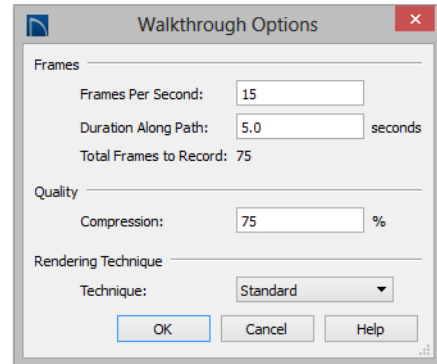 Walkthrough Options
Frames
Frames Per Second: 15
Duration Along Path: 5.0 seconds
Total Frames to Record: 75
Quality
Compression: 75 %
Rendering Technique
Technique: Standard
OK Cancel Help